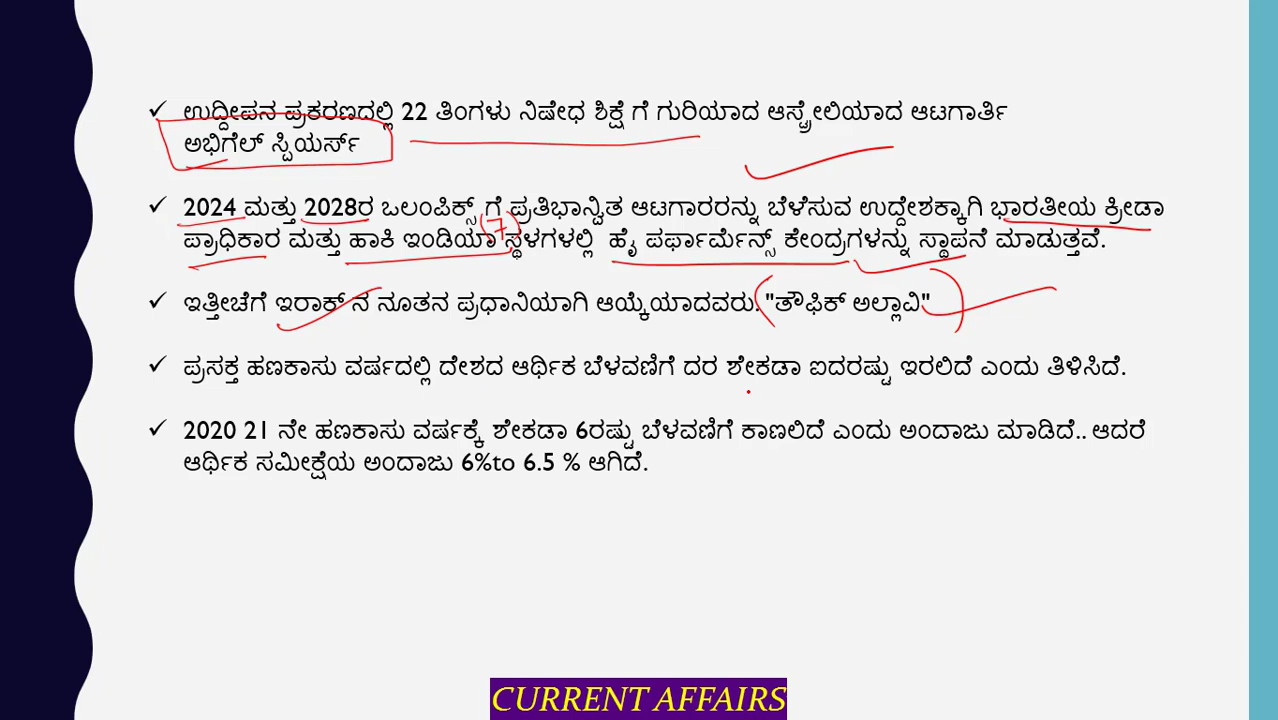 ಉದ್ದೀಪನ ಪ್ರಕರಣದಲ್ಲಿ 22 ತಿಂಗಳು ನಿಷೇಧ ಶಿಕ್ಷೆ ಗೆ ಗುರಿಯಾದ ಆಸ್ಟ್ರೇಲಿಯಾದ ಆಟಗಾರ್ತಿ
ಅಭಿಗೆಲ್ ಸ್ಪಿಯರ್ಸ್
2024 ಮತ್ತು 2028ರ ಒಲಂಪಿಕ್ಸ್ ಗೆ ಪ್ರತಿಭಾನ್ವಿತ ಆಟಗಾರರನ್ನು ಬೆಳೆಸುವ ಉದ್ದೇಶಕ್ಕಾಗಿ ಭಾರತೀಯ ಕ್ರೀಡಾ
(7)
ಪ್ರಾಧಿಕಾರ ಮತ್ತು ಹಾಕಿ ಇಂಡಿಯಾ ಸ್ಥಳಗಳಲ್ಲಿ ಹೈ ಪರ್ಫಾರ್ಮೆನ್ಸ್ ಕೇಂದ್ರಗಳನ್ನು ಸ್ಥಾಪನೆ ಮಾಡುತ್ತವೆ.
ಇತ್ತೀಚೆಗೆ ಇರಾಕ್ ನ ನೂತನ ಪ್ರಧಾನಿಯಾಗಿ ಆಯ್ಕೆಯಾದವರು. "ತೌಫಿಕ್ ಅಲ್ಲಾವಿ"
ಪ್ರಸಕ್ತ ಹಣಕಾಸು ವರ್ಷದಲ್ಲಿ ದೇಶದ ಆರ್ಥಿಕ ಬೆಳವಣಿಗೆ ದರ ಶೇಕಡಾ ಐದರಷ್ಟು ಇರಲಿದೆ ಎಂದು ತಿಳಿಸಿದೆ.
2020 21 ನೇ ಹಣಕಾಸು ವರ್ಷಕ್ಕೆ ಶೇಕಡಾ 6ರಷ್ಟು ಬೆಳವಣಿಗೆ ಕಾಣಲಿದೆ ಎಂದು ಅಂದಾಜು ಮಾಡಿದೆ.. ಆದರೆ
ಆರ್ಥಿಕ ಸಮೀಕ್ಷೆಯ ಅಂದಾಜು 6%to 6.5 % ಆಗಿದೆ.
CURRENT AFFAIRS